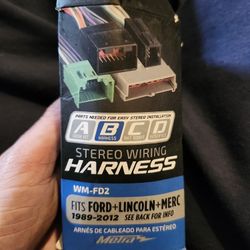 PARTS NEEDED FOR EASY STEREO INSTALLATION
A B C D
HARNESS
STEREO WIRING
HARNESS
WM-FD2
FITS FORD+LINCOLN+MERC
1989-2012 SEE BACK FOR INFO
ARNÉS DE CABLEADO PARA ESTÉREO
Metra